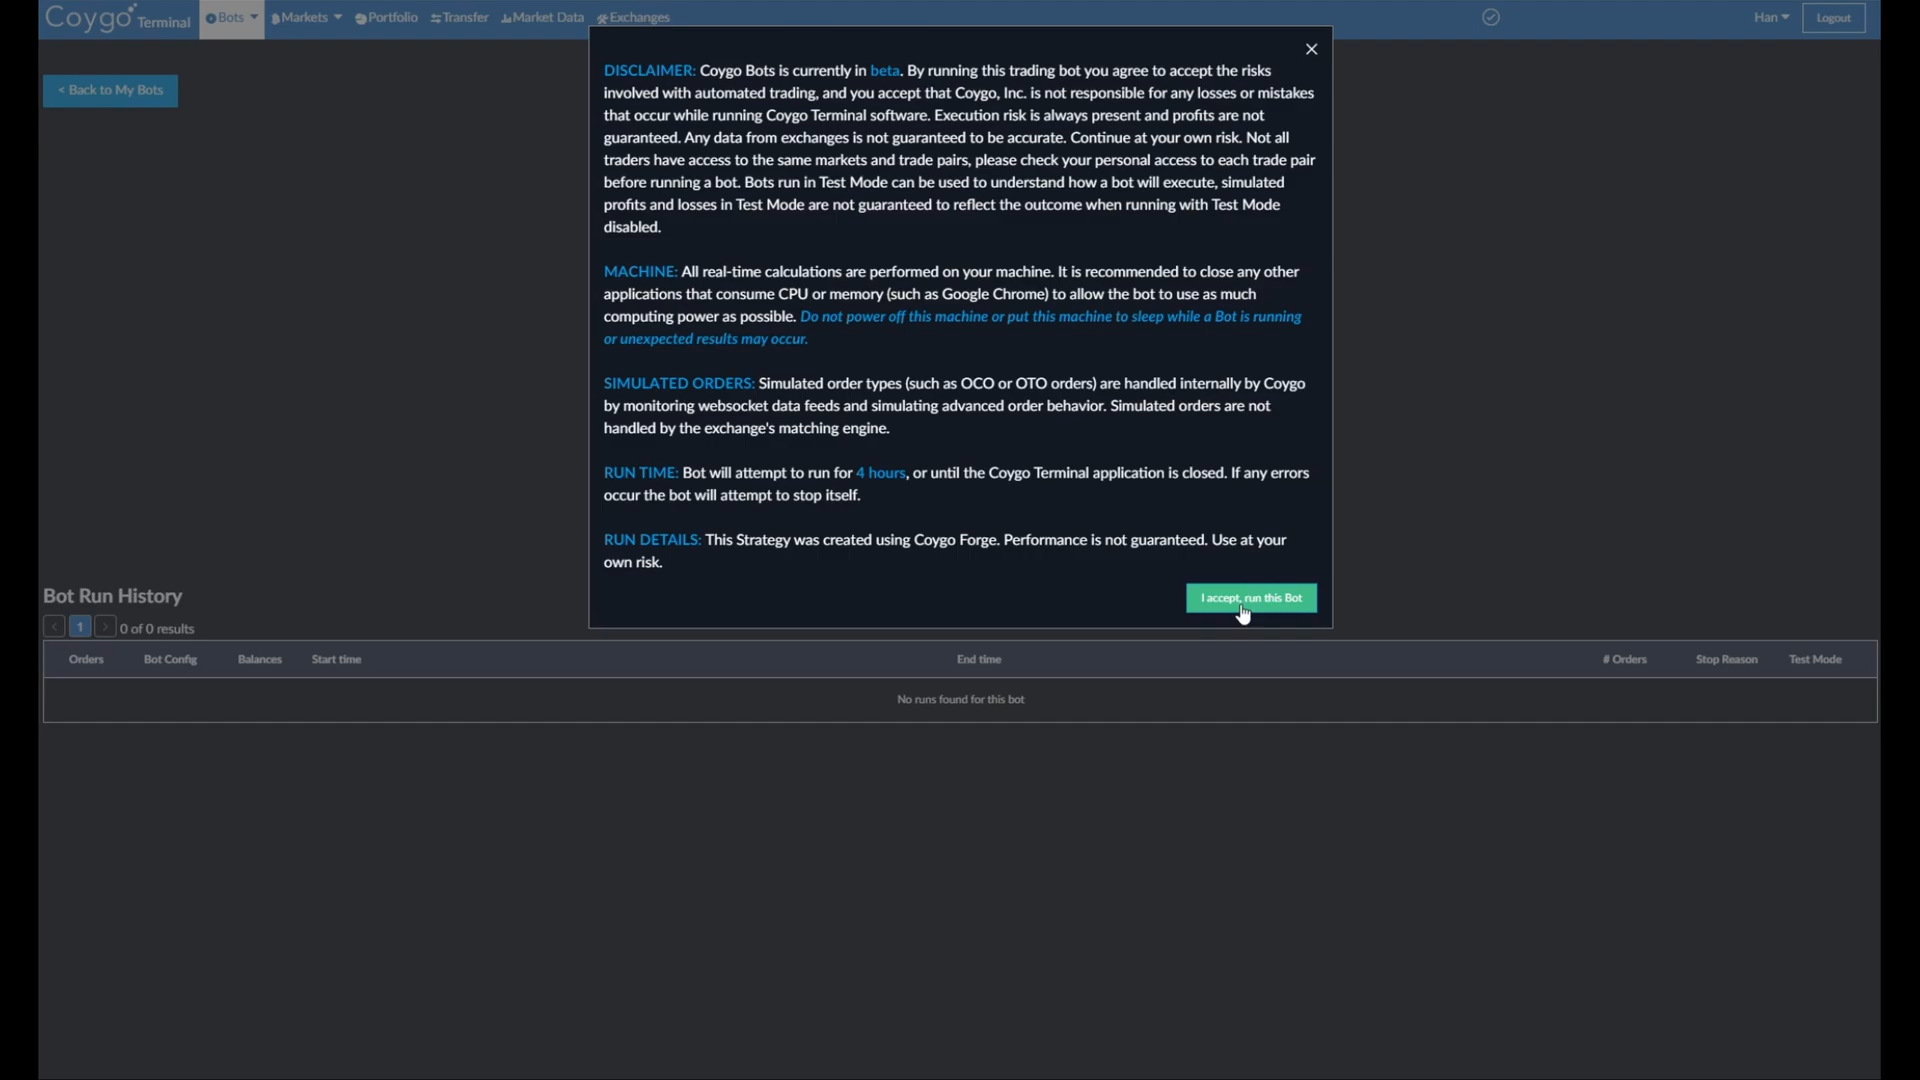 Coygo Terminal Bots Markets Portfolio Transfer Market Data Exchanges Han Logout
< Back to My Bots
DISCLAIMER: Coygo Bots is currently in beta. By running this trading bot you agree to accept the risks
involved with automated trading, and you accept that Coygo, Inc. is not responsible for any losses or mistakes
that occur while running Coygo Terminal software. Execution risk is always present and profits are not
guaranteed. Any data from exchanges is not guaranteed to be accurate. Continue at your own risk. Not all
traders have access to the same markets and trade pairs, please check your personal access to each trade pair
before running a bot. Bots run in Test Mode can be used to understand how a bot will execute, simulated
profits and losses in Test Mode are not guaranteed to reflect the outcome when running with Test Mode
disabled.
MACHINE: All real-time calculations are performed on your machine. It is recommended to close any other
applications that consume CPU or memory (such as Google Chrome) to allow the bot to use as much
computing power as possible. Do not power off this machine or put this machine to sleep while a Bot is running
or unexpected results may occur.
SIMULATED ORDERS: Simulated order types (such as OCO or OTO orders) are handled internally by Coygo
by monitoring websocket data feeds and simulating advanced order behavior. Simulated orders are not
handled by the exchange's matching engine.
RUN TIME: Bot will attempt to run for 4 hours, or until the Coygo Terminal application is closed. If any errors
occur the bot will attempt to stop itself.
RUN DETAILS: This Strategy was created using Coygo Forge. Performance is not guaranteed. Use at your
own risk.
I accept, run this Bot
Bot Run History
< 1 > 0 of 0 results
Orders Bot Config Balances Start time End time # Orders Stop Reason Test Mode
No runs found for this bot